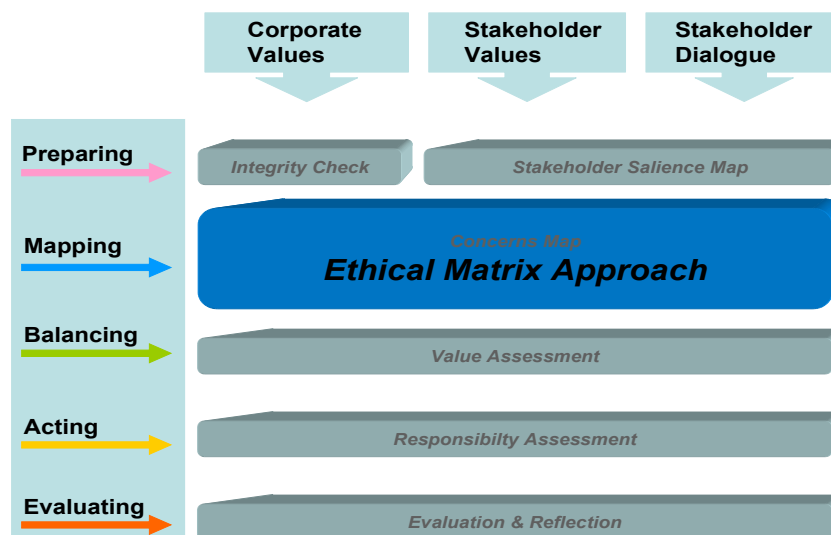 Corporate
Values
Stakeholder
Values
Stakeholder
Dialogue
Preparing
Integrity Check
Stakeholder Salience Map
Mapping
Concerns Map
Ethical Matrix Approach
Balancing
Value Assessment
Acting
Responsibilty Assessment
Evaluating
Evaluation & Reflection